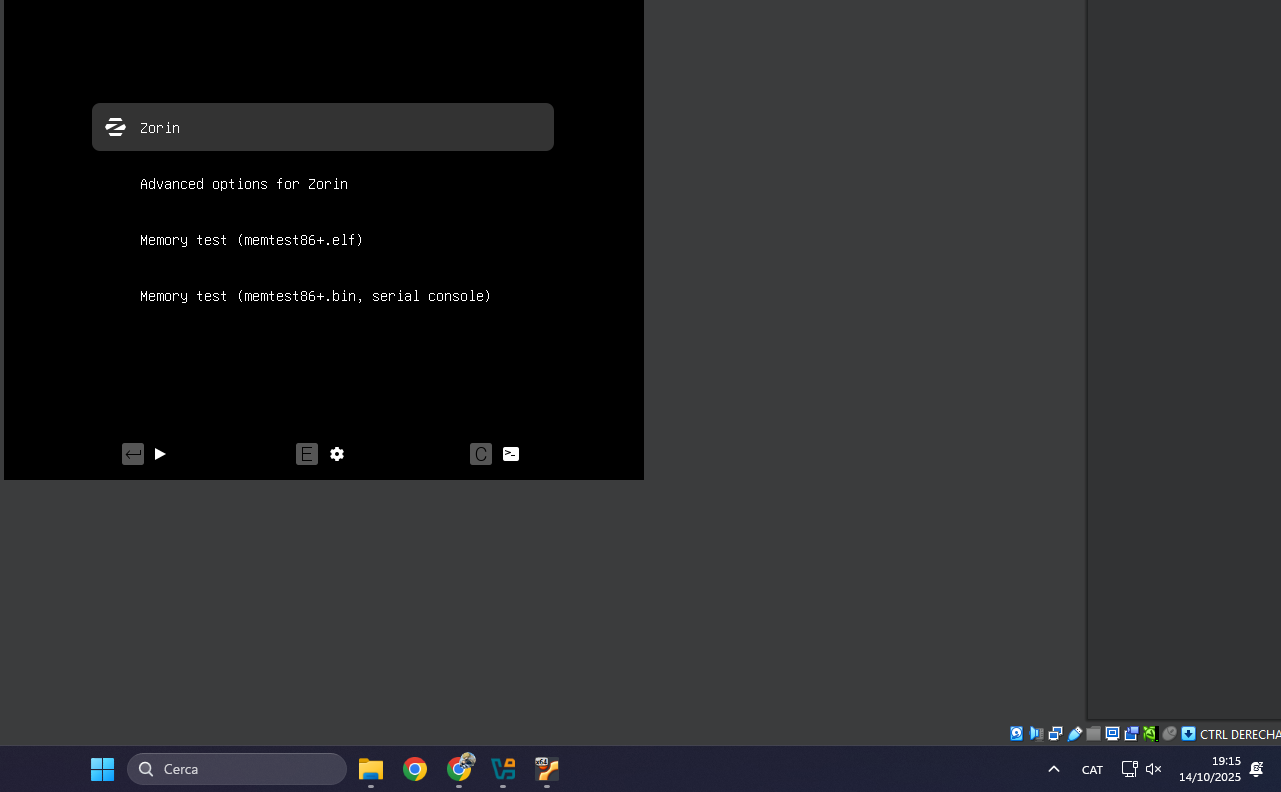 Zorin
Advanced options for Zorin
Memory test (memtest86+.elf)
Memory test (memtest86+.bin, serial console)
E
C
CTRL DERECHA
Cerca
x64
CAT
19:15
14/10/2025